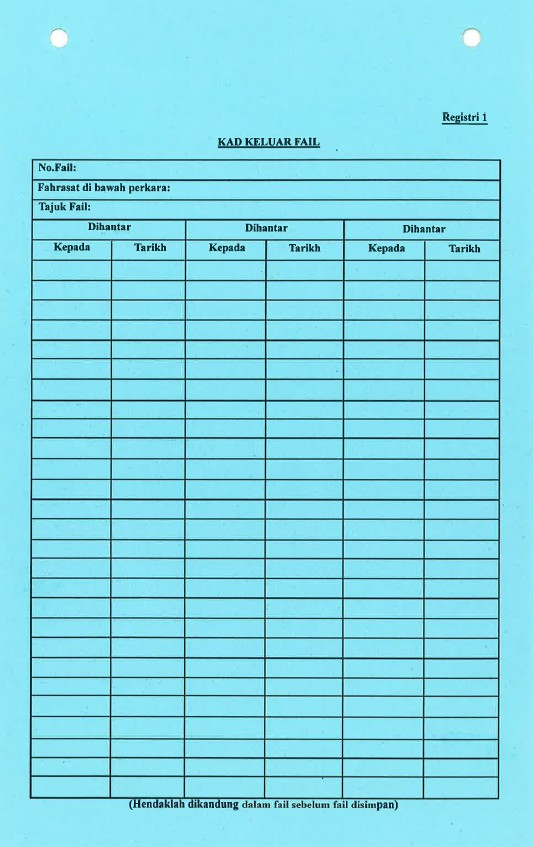 Registri 1
KAD KELUAR FAIL
No.Fail:
Fahrasat di bawah perkara:
Tajuk Fail:
Dihantar Dihantar Dihantar
Kepada Tarikh Kepada Tarikh Kepada Tarikh
(Hendaklah dikandung dalam fail sebelum fail disimpan)